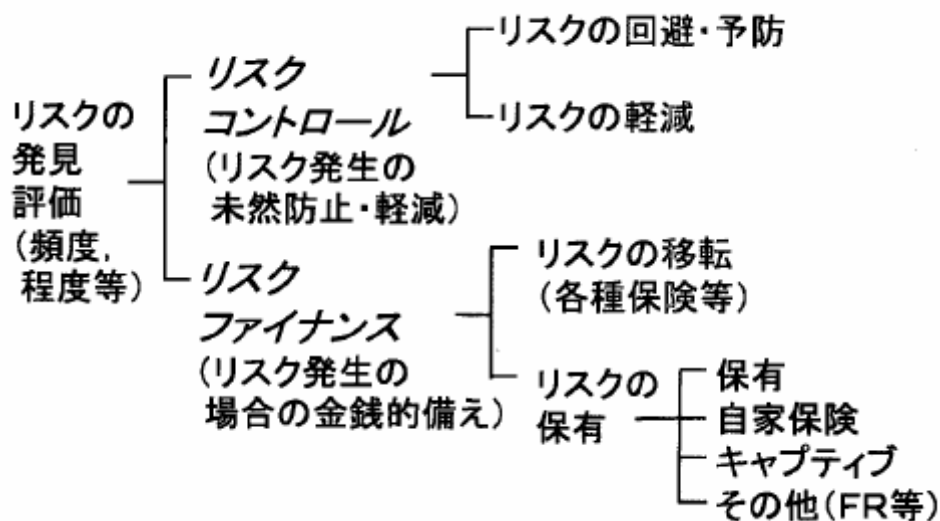 リスクの
発見
評価
(頻度,
程度等)
リスク
コントロール
(リスク発生の
未然防止・軽減)
リスクの回避・予防
リスクの軽減
リスク
ファイナンス
(リスク発生の
場合の金銭的備え)
リスクの移転
(各種保険等)
リスクの
保有
保有
自家保険
キャプティブ
その他(FR等)